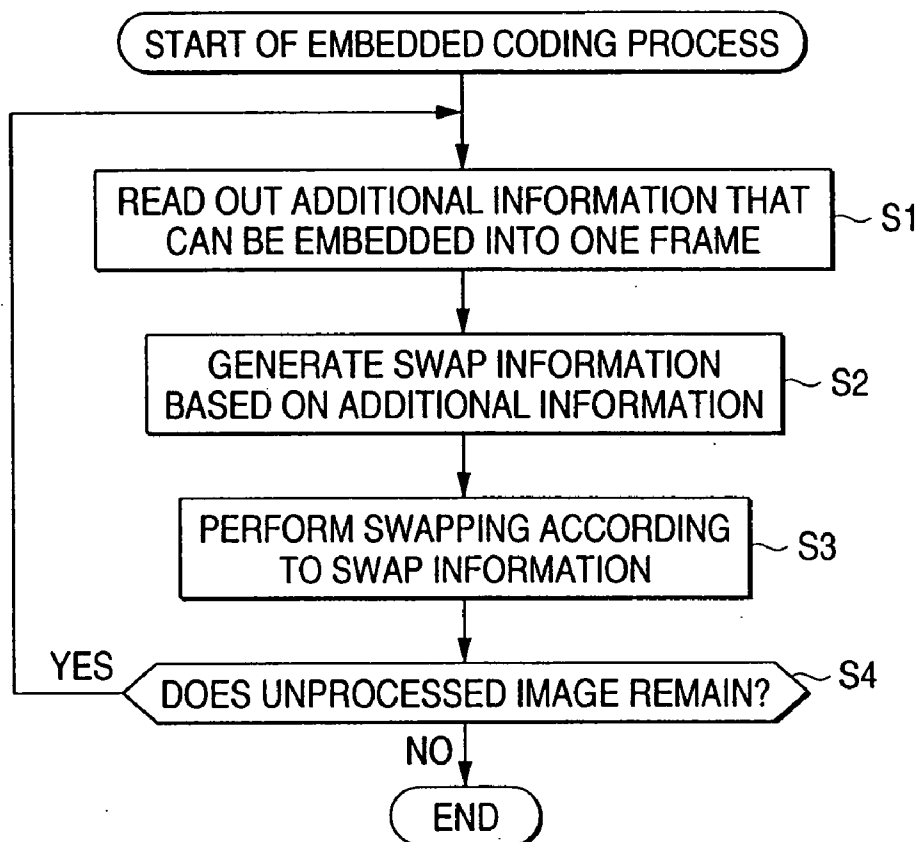 START OF EMBEDDED CODING PROCESS
READ OUT ADDITIONAL INFORMATION THAT
CAN BE EMBEDDED INTO ONE FRAME
S1
GENERATE SWAP INFORMATION
BASED ON ADDITIONAL INFORMATION
S2
PERFORM SWAPPING ACCORDING
TO SWAP INFORMATION
S3
YES
DOES UNPROCESSED IMAGE REMAIN?
S4
NO
END